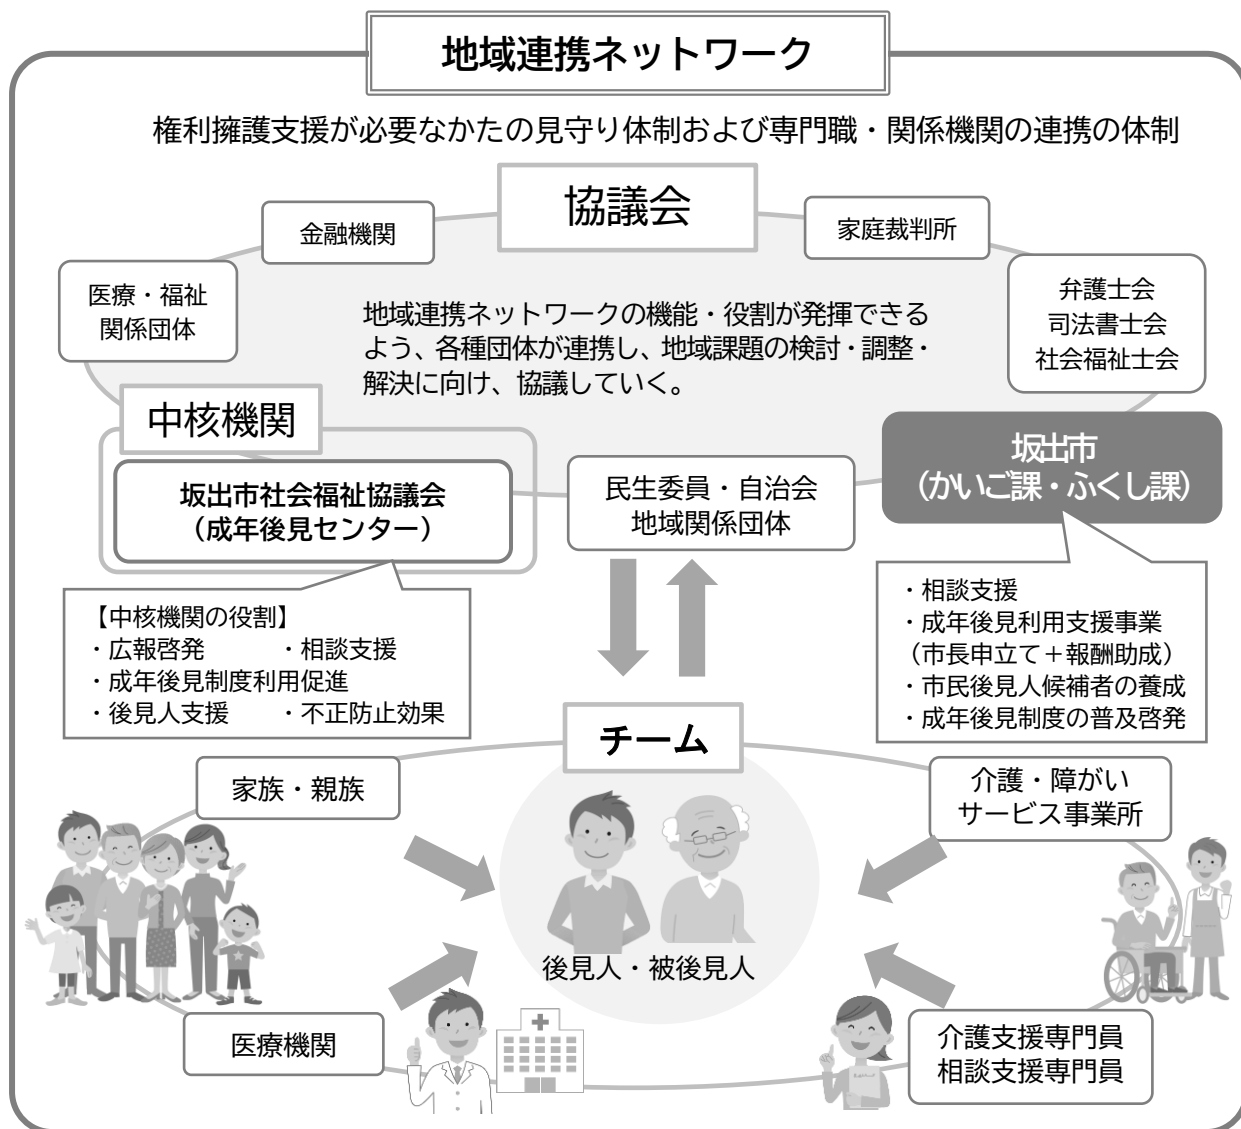 地域連携ネットワーク
権利擁護支援が必要なかたの見守り体制および専門職・関係機関の連携の体制
協議会
金融機関
家庭裁判所
医療・福祉
関係団体
弁護士会
司法書士会
社会福祉士会
地域連携ネットワークの機能・役割が発揮できる
よう、各種団体が連携し、地域課題の検討・調整・
解決に向け、協議していく。
中核機関
坂出市社会福祉協議会
（成年後見センター）
民生委員・自治会
地域関係団体
坂出市
（かいご課・ふくし課）
【中核機関の役割】
・広報啓発　　　・相談支援
・成年後見制度利用促進
・後見人支援　　・不正防止効果
・相談支援
・成年後見利用支援事業
（市長申立て＋報酬助成）
・市民後見人候補者の養成
・成年後見制度の普及啓発
チーム
家族・親族
介護・障がい
サービス事業所
後見人・被後見人
医療機関
介護支援専門員
相談支援専門員